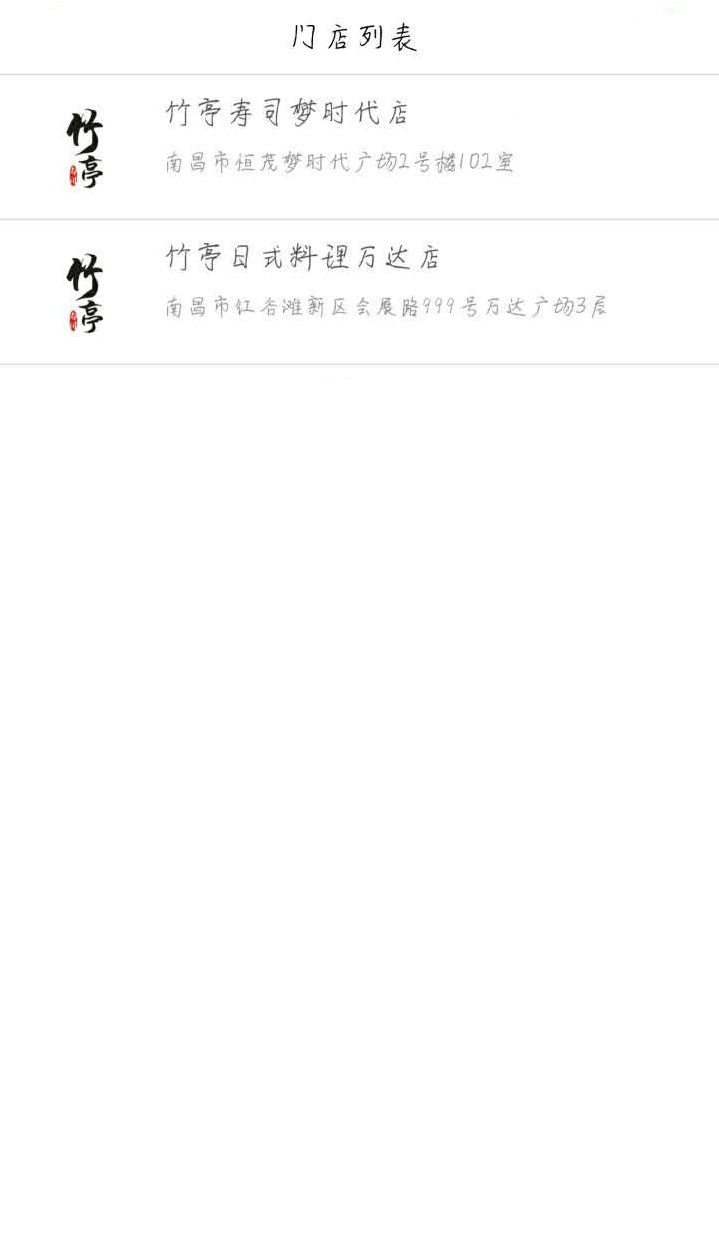 门店列表
竹亭
竹亭寿司梦时代店
南昌市恒茂梦时代广场2号楼102室
竹亭
竹亭日式料理万达店
南昌市红谷滩新区会展路999号万达广场3层